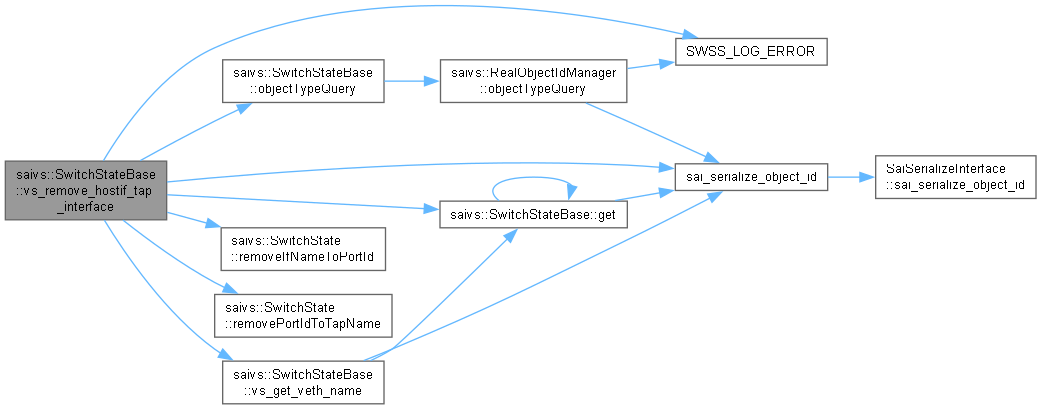 saivs::SwitchStateBase
::vs_remove_hostif_tap
_interface
saivs::SwitchStateBase
::objectTypeQuery
saivs::RealObjectIdManager
::objectTypeQuery
SWSS_LOG_ERROR
sai_serialize_object_id
SaiSerializeInterface
::sai_serialize_object_id
saivs::SwitchStateBase::get
saivs::SwitchState
::removeIfNameToPortId
saivs::SwitchState
::removePortIdToTapName
saivs::SwitchStateBase
::vs_get_veth_name